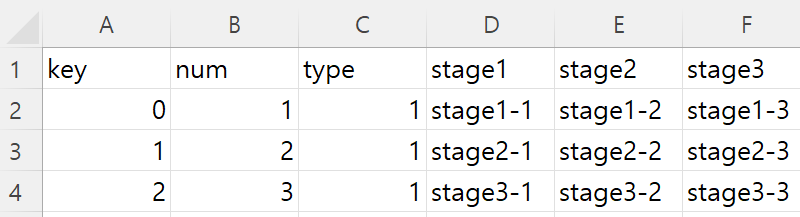 A B C D E F
1 key num type stage1 stage2 stage3
2 0 1 1 stage1-1 stage1-2 stage1-3
3 1 2 1 stage2-1 stage2-2 stage2-3
4 2 3 1 stage3-1 stage3-2 stage3-3